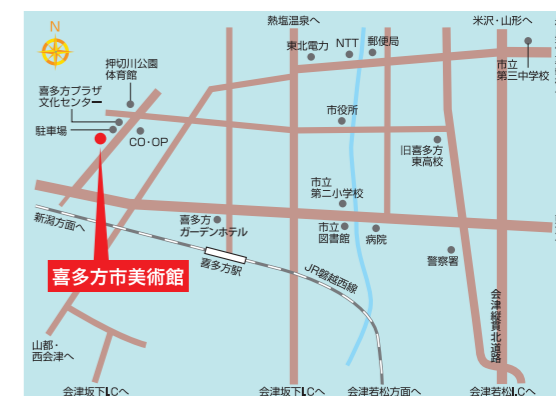 N
熱塩温泉へ
米沢・山形へ
東北電力
NTT
郵便局
市立
第三中学校
押切川公園
体育館
喜多方プラザ
文化センター
駐車場
CO・OP
市役所
旧喜多方
東高校
市立
第二小学校
新潟方面へ
喜多方
ガーデンホテル
市立
図書館
病院
警察署
喜多方駅
JR磐越西線
喜多方市美術館
会津縦貫北道路
山都・
西会津へ
会津坂下I.Cへ
会津坂下I.Cへ
会津若松方面へ
会津若松I.Cへ